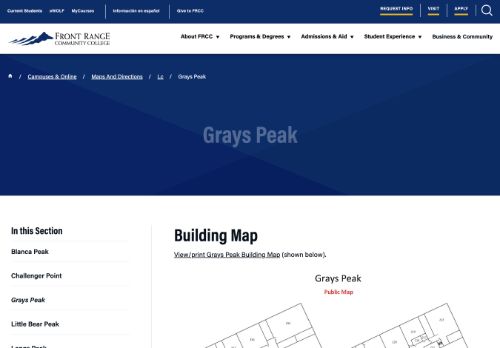 Current Students eWOLF MyCourses Información en español Give to FRCC REQUEST INFO VISIT APPLY
FRONT RANGE
COMMUNITY COLLEGE
About FRCC Programs & Degrees Admissions & Aid Student Experience Business & Community
/ Campuses & Online / Maps And Directions / Lc / Grays Peak
Grays Peak
In this Section
Blanca Peak
Challenger Point
Grays Peak
Little Bear Peak
Longs Peak
Building Map
View/print Grays Peak Building Map (shown below).
Grays Peak
Public Map